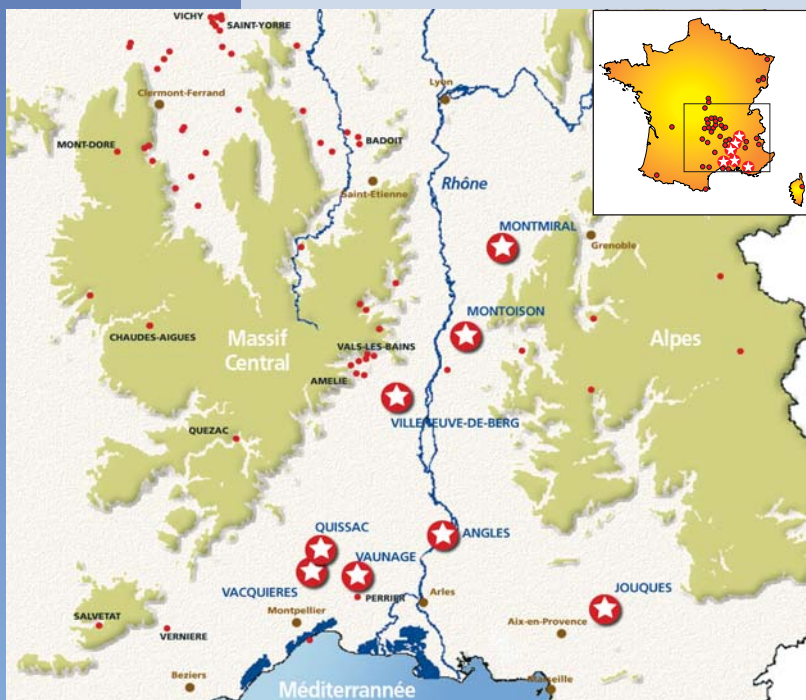 VICHY
SAINT-YORRE
Clermont-Ferrand
Lyon
MONT-DORE
BADOIT
Saint-Etienne
Rhône
MONTMIRAL
Grenoble
MONTOISON
CHAUDES-AIGUES
Massif
Central
VALS-LES-BAINS
Alpes
AMELIE
VILLENEUVE-DE-BERG
QUEZAC
QUISSAC
ANGLES
VAUNAGE
VACQUIERES
PERRIER
Arles
JOUQUES
SALVETAT
VERNIERE
Montpellier
Aix-en-Provence
Beziers
Marseille
Méditerrannée